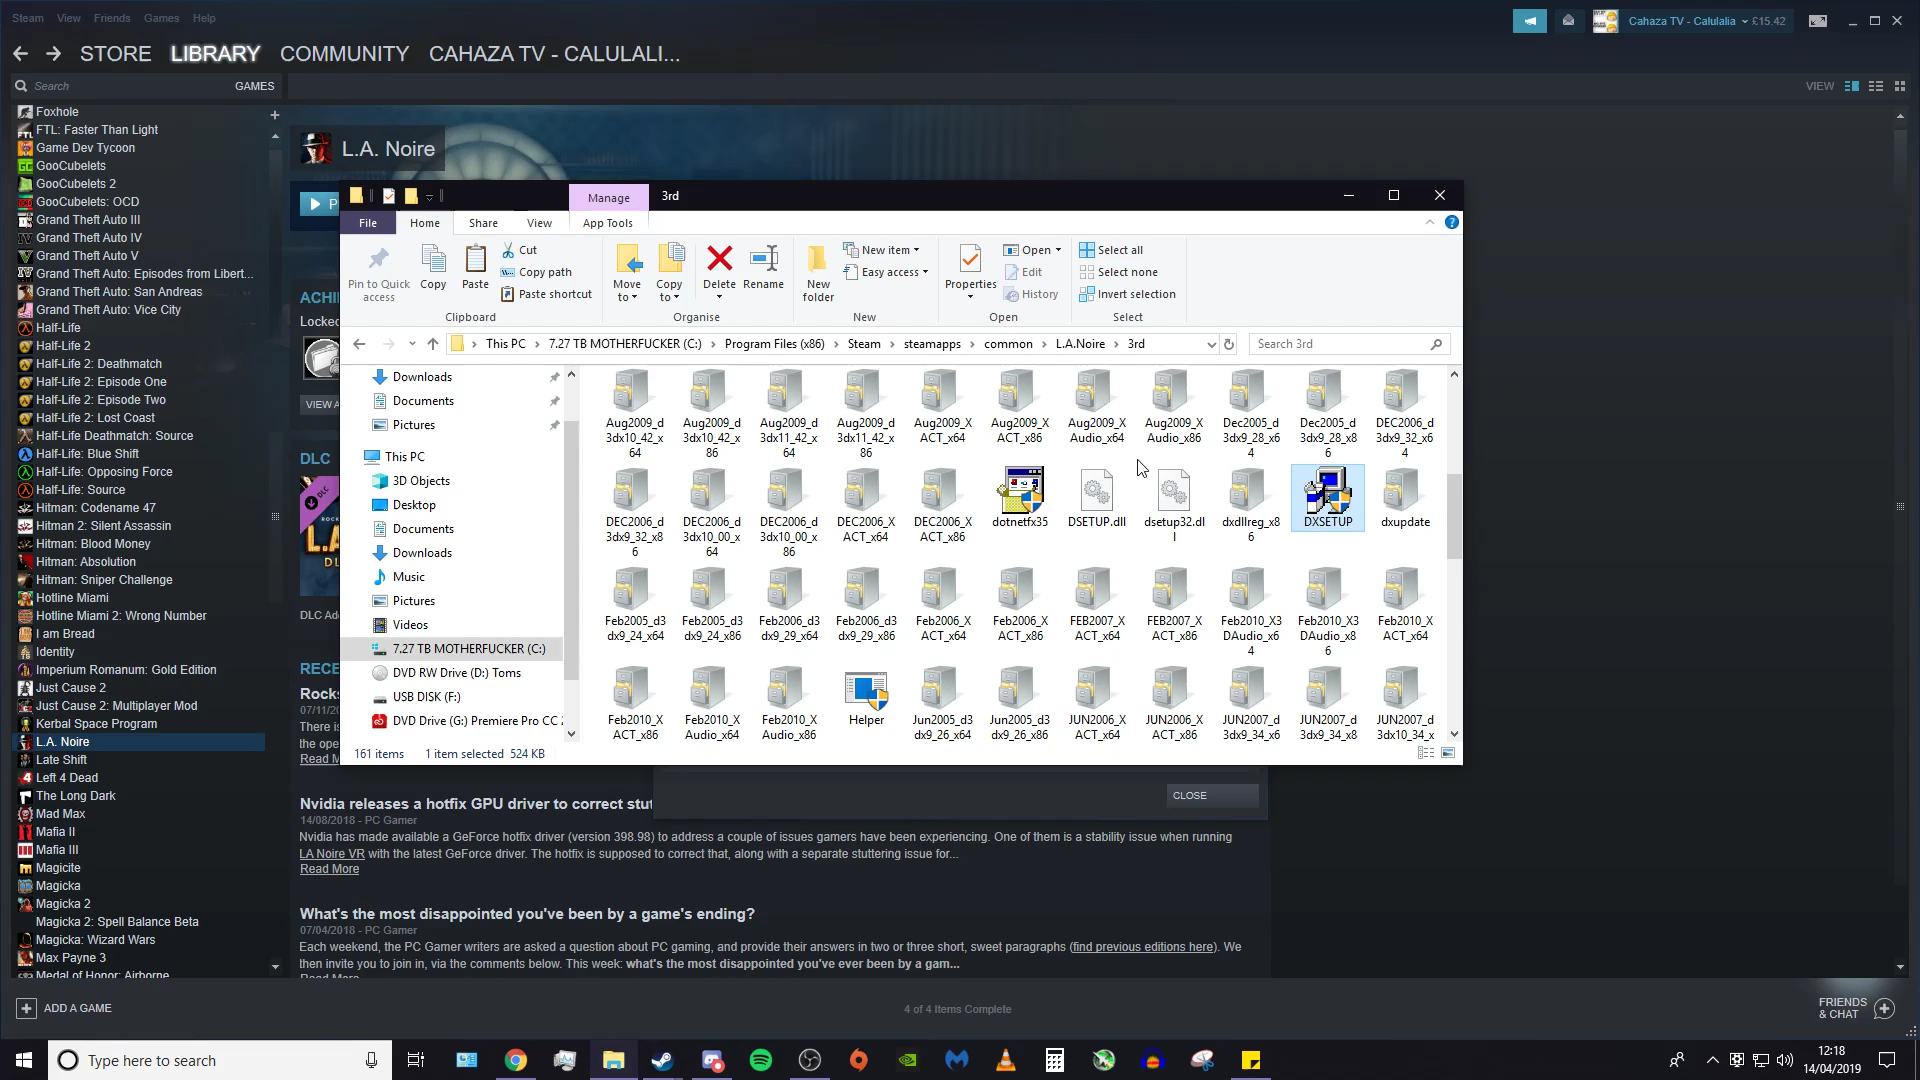 Steam View Friends Games Help
Cahaza TV - Calulalia £15.42
STORE LIBRARY COMMUNITY CAHAZA TV - CALULALI...
Search GAMES VIEW
Foxhole
FTL: Faster Than Light
Game Dev Tycoon
GooCubelets
GooCubelets 2
GooCubelets: OCD
Grand Theft Auto III
Grand Theft Auto IV
Grand Theft Auto V
Grand Theft Auto: Episodes from Libert...
Grand Theft Auto: San Andreas
Grand Theft Auto: Vice City
Half-Life
Half-Life 2
Half-Life 2: Deathmatch
Half-Life 2: Episode One
Half-Life 2: Episode Two
Half-Life 2: Lost Coast
Half-Life Deathmatch: Source
Half-Life: Blue Shift
Half-Life: Opposing Force
Half-Life: Source
Hitman: Codename 47
Hitman 2: Silent Assassin
Hitman: Blood Money
Hitman: Absolution
Hitman: Sniper Challenge
Hotline Miami
Hotline Miami 2: Wrong Number
I am Bread
Identity
Imperium Romanum: Gold Edition
Just Cause 2
Just Cause 2: Multiplayer Mod
Kerbal Space Program
L.A. Noire
Late Shift
Left 4 Dead
The Long Dark
Mad Max
Mafia II
Mafia III
Magicite
Magicka
Magicka 2
Magicka 2: Spell Balance Beta
Magicka: Wizard Wars
Max Payne 3
Medal of Honor: Airborne
L.A. Noire
P
ACHI
Locked
VIEW A
DLC
DLC
ROCK
L.A.
DL
DLC Ad
RECE
Rocks
07/11/20
There is
the ope
Read M
Manage 3rd
File Home Share View App Tools
Pin to Quick access
Copy
Paste
Cut
Copy path
Paste shortcut
Clipboard
Move to
Copy to
Delete
Rename
Organise
New folder
New item
Easy access
New
Properties
Open
Edit
History
Open
Select all
Select none
Invert selection
Select
This PC 7.27 TB MOTHERFUCKER (C:) Program Files (x86) Steam steamapps common L.A.Noire 3rd
Search 3rd
Downloads
Documents
Pictures
This PC
3D Objects
Desktop
Documents
Downloads
Music
Pictures
Videos
7.27 TB MOTHERFUCKER (C:)
DVD RW Drive (D:) Toms
USB DISK (F:)
DVD Drive (G:) Premiere Pro CC 2
Aug2009_d3dx10_42_x64
Aug2009_d3dx10_42_x86
Aug2009_d3dx11_42_x64
Aug2009_d3dx11_42_x86
Aug2009_XACT_x64
Aug2009_XACT_x86
Aug2009_XAudio_x64
Aug2009_XAudio_x86
Dec2005_d3dx9_28_x64
Dec2005_d3dx9_28_x86
DEC2006_d3dx9_32_x64
DEC2006_d3dx9_32_x86
DEC2006_d3dx10_00_x64
DEC2006_d3dx10_00_x86
DEC2006_XACT_x64
DEC2006_XACT_x86
dotnetfx35
DSETUP.dll
dsetup32.dll
dxdllreg_x86
DXSETUP
dxupdate
Feb2005_d3dx9_24_x64
Feb2005_d3dx9_24_x86
Feb2006_d3dx9_29_x64
Feb2006_d3dx9_29_x86
Feb2006_XACT_x64
Feb2006_XACT_x86
FEB2007_XACT_x64
FEB2007_XACT_x86
Feb2010_X3DAudio_x64
Feb2010_X3DAudio_x86
Feb2010_XACT_x64
Feb2010_XACT_x86
Feb2010_XAudio_x64
Feb2010_XAudio_x86
Helper
Jun2005_d3dx9_26_x64
Jun2005_d3dx9_26_x86
JUN2006_XACT_x64
JUN2006_XACT_x86
JUN2007_d3dx9_34_x6
JUN2007_d3dx9_34_x8
JUN2007_d3dx10_34_x
161 items 1 item selected 524 KB
CLOSE
Nvidia releases a hotfix GPU driver to correct stut
14/08/2018 - PC Gamer
Nvidia has made available a GeForce hotfix driver (version 398.98) to address a couple of issues gamers have been experiencing. One of them is a stability issue when running
LA Noire VR with the latest GeForce driver. The hotfix is supposed to correct that, along with a separate stuttering issue for...
Read More
What's the most disappointed you've been by a game's ending?
07/04/2018 - PC Gamer
Each weekend, the PC Gamer writers are asked a question about PC gaming, and provide their answers in two or three short, sweet paragraphs (find previous editions here). We
then invite you to join in, via the comments below. This week: what's the most disappointed you've ever been by a gam...
Read More
ADD A GAME
4 of 4 Items Complete
FRIENDS
& CHAT
Type here to search
12:18
14/04/2019